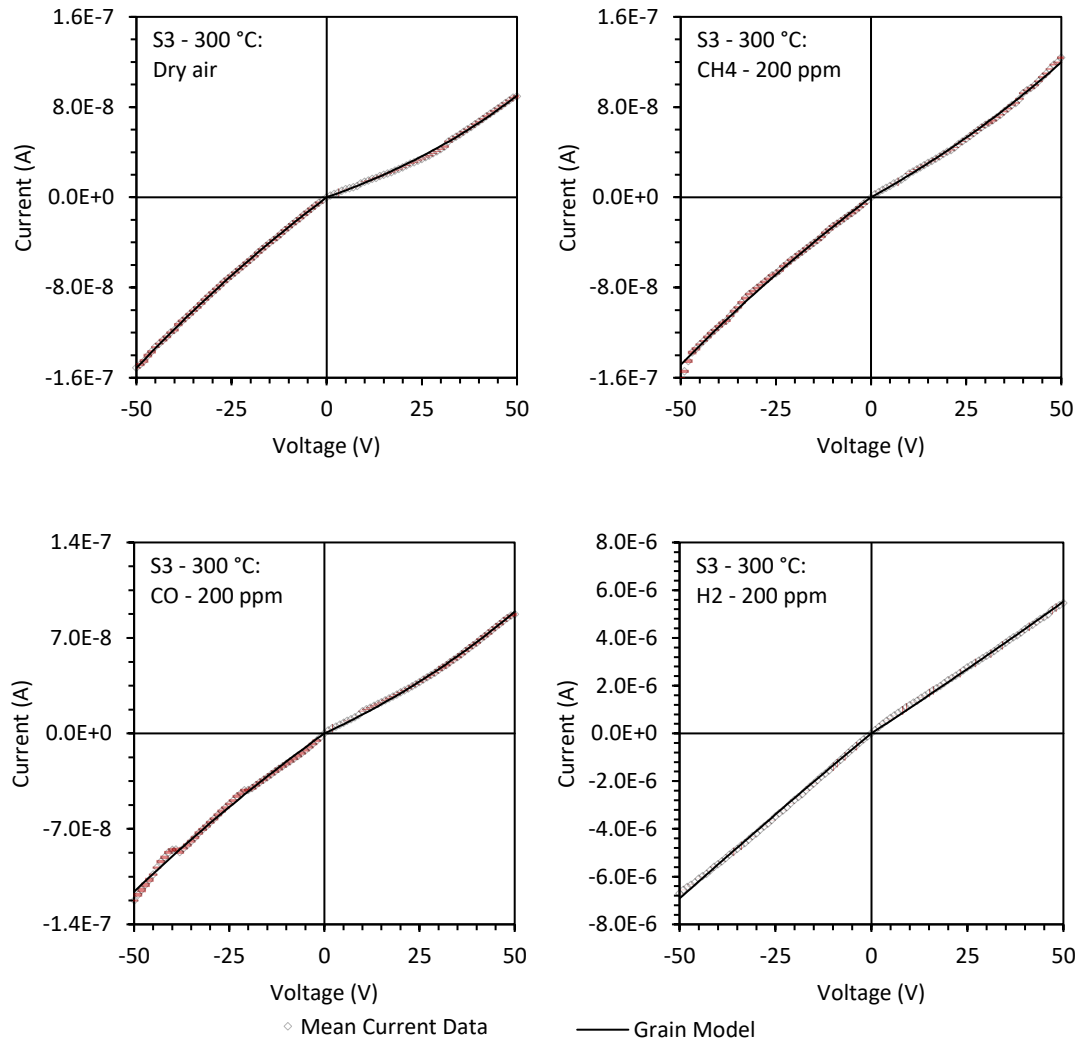 S3 - 300 °C:
Dry air
1.6E-7
8.0E-8
0.0E+0
-8.0E-8
-1.6E-7
Current (A)
-50
-25
0
25
50
Voltage (V)
S3 - 300 °C:
CH4 - 200 ppm
1.6E-7
8.0E-8
0.0E+0
-8.0E-8
-1.6E-7
Current (A)
-50
-25
0
25
50
Voltage (V)
S3 - 300 °C:
CO - 200 ppm
1.4E-7
7.0E-8
0.0E+0
-7.0E-8
-1.4E-7
Current (A)
-50
-25
0
25
50
Voltage (V)
S3 - 300 °C:
H2 - 200 ppm
8.0E-6
6.0E-6
4.0E-6
2.0E-6
0.0E+0
-2.0E-6
-4.0E-6
-6.0E-6
-8.0E-6
Current (A)
-50
-25
0
25
50
Voltage (V)
Mean Current Data
Grain Model